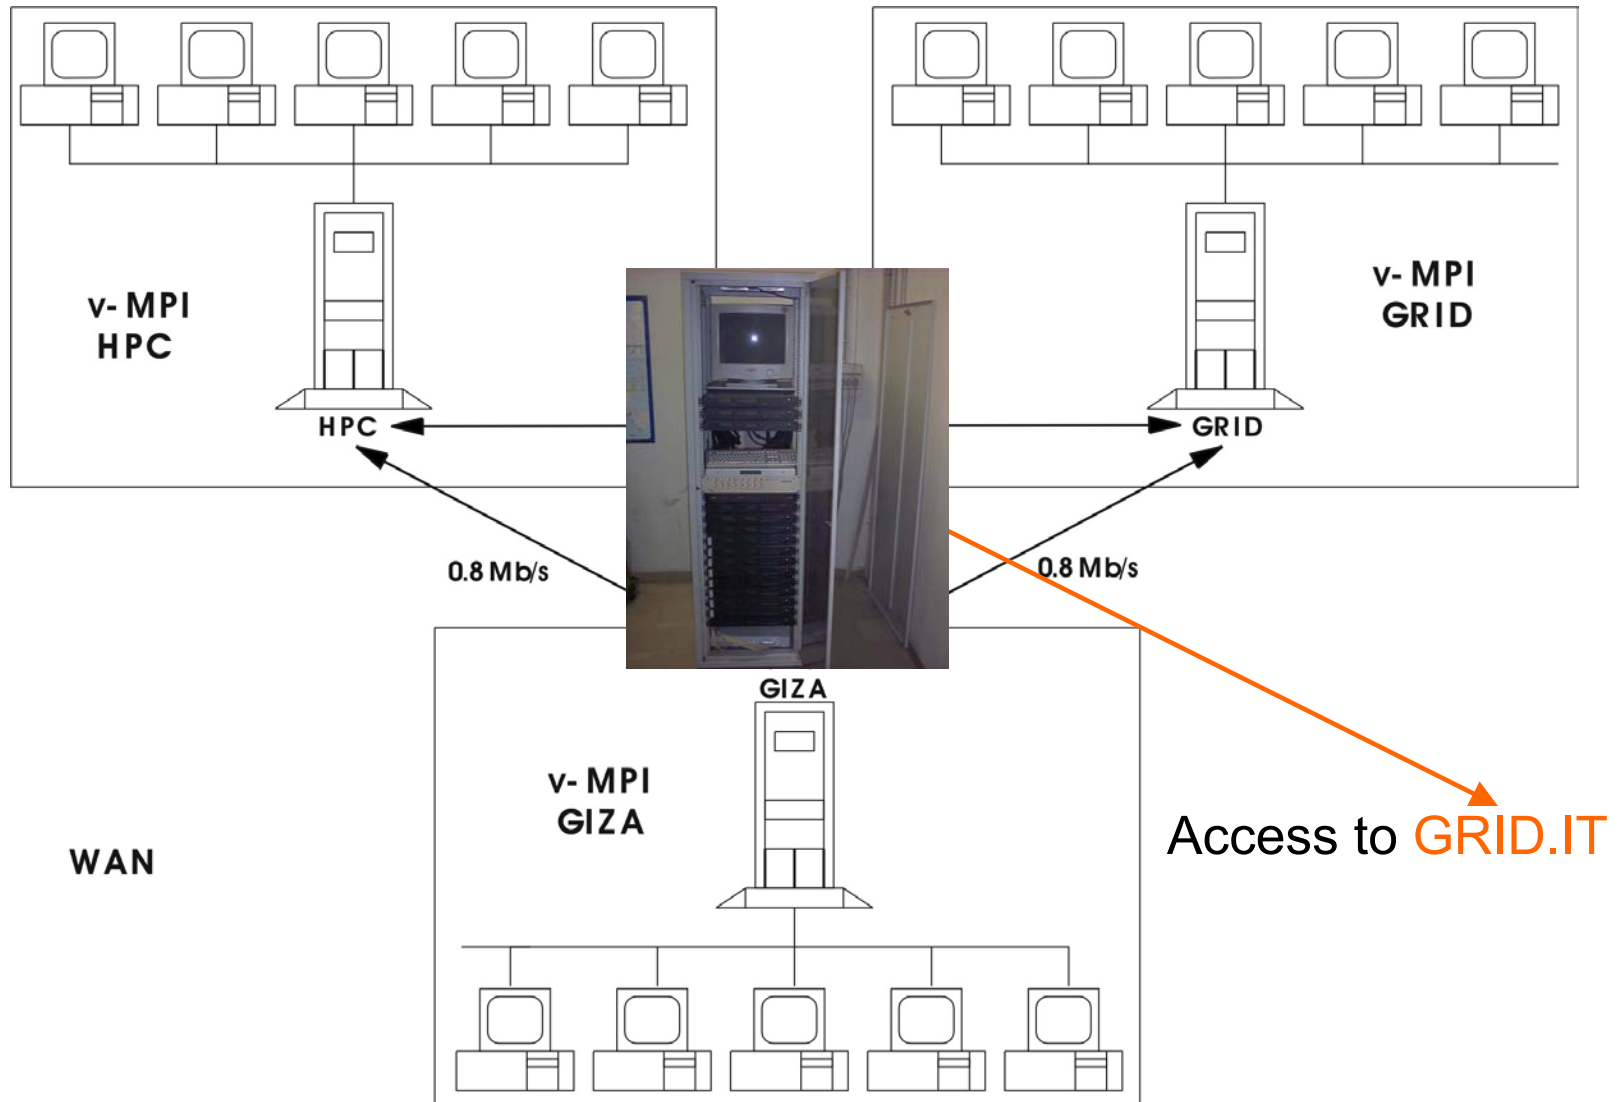 v- MPI
HPC
v- MPI
GRID
HPC
GRID
0.8 Mb/s
0.8 Mb/s
GIZA
v- MPI
GIZA
WAN
Access to GRID.IT